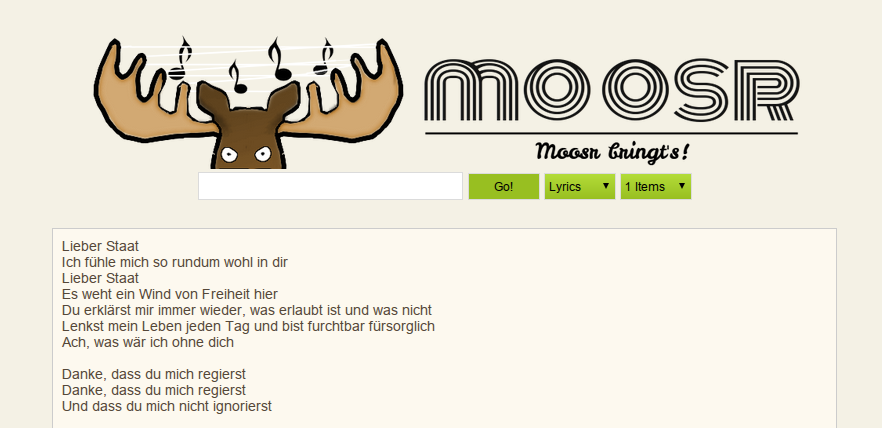 MOOSR
Moosr bringt's!
Go! Lyrics 1 Items
Lieber Staat
Ich fühle mich so rundum wohl in dir
Lieber Staat
Es weht ein Wind von Freiheit hier
Du erklärst mir immer wieder, was erlaubt ist und was nicht
Lenkst mein Leben jeden Tag und bist furchtbar fürsorglich
Ach, was wär ich ohne dich

Danke, dass du mich regierst
Danke, dass du mich regierst
Und dass du mich nicht ignorierst